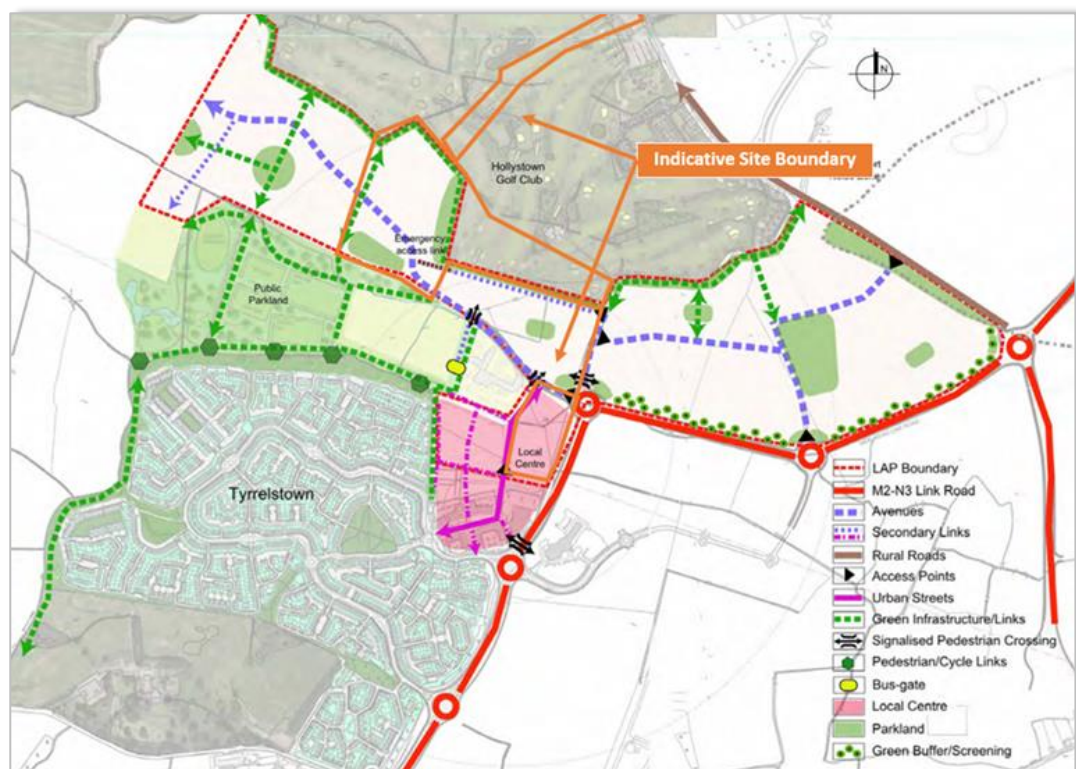 N
Indicative Site Boundary
Hollystown
Golf Club
Emergency
access link
Public
Parkland
Local
Centre
Tyrrelstown
LAP Boundary
M2-N3 Link Road
Avenues
Secondary Links
Rural Roads
Access Points
Urban Streets
Green Infrastructure/Links
Signalised Pedestrian Crossing
Pedestrian/Cycle Links
Bus-gate
Local Centre
Parkland
Green Buffer/Screening